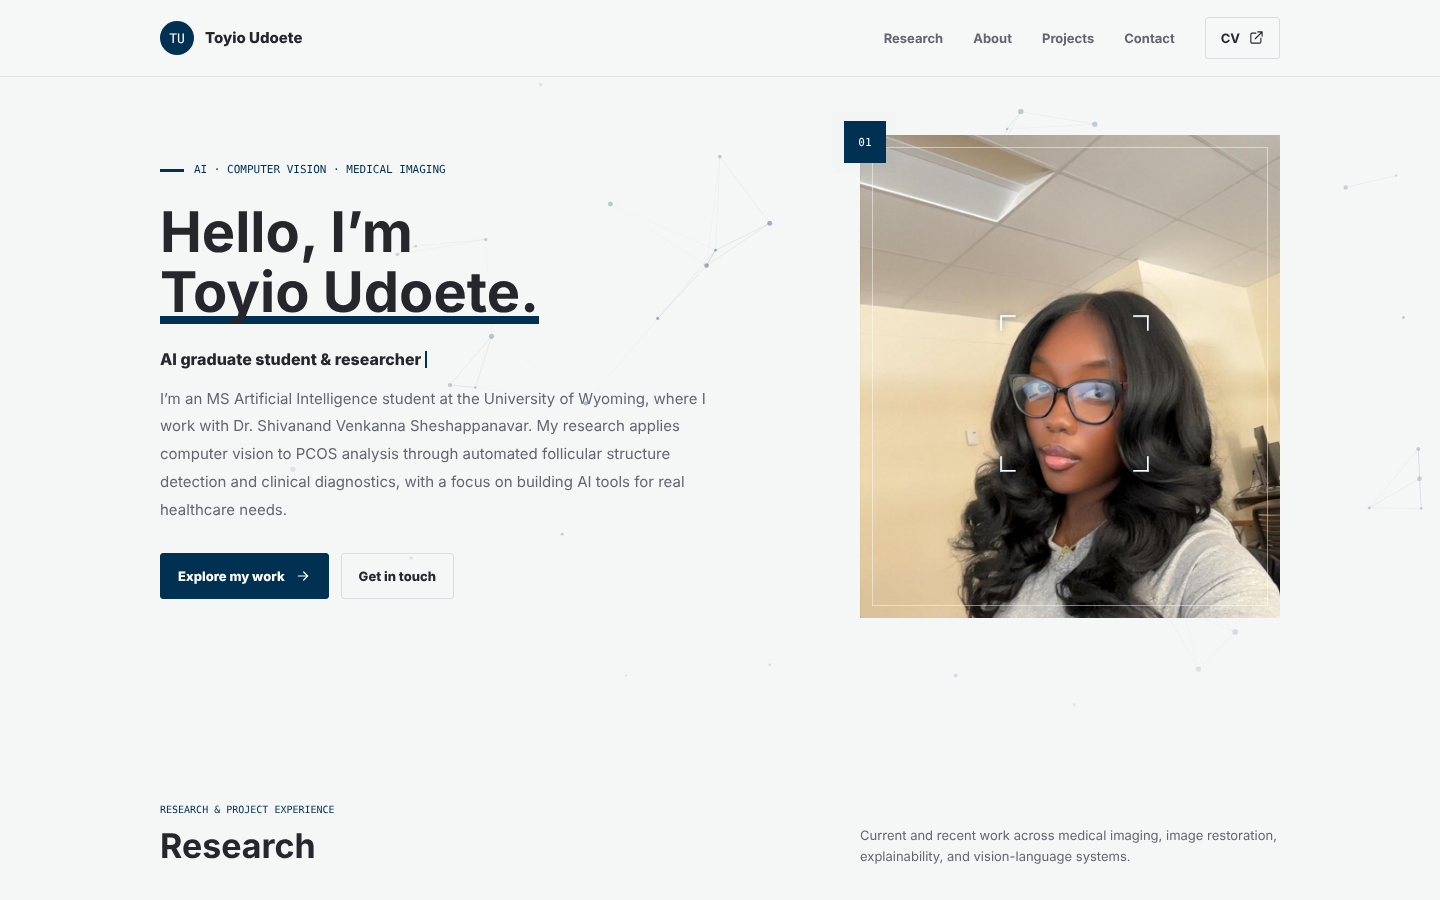 TU
Toyio Udoete
Research
About
Projects
Contact
CV
01
AI · COMPUTER VISION · MEDICAL IMAGING
Hello, I’m
Toyio Udoete.
AI graduate student & researcher
I’m an MS Artificial Intelligence student at the University of Wyoming, where I
work with Dr. Shivanand Venkanna Sheshappanavar. My research applies
computer vision to PCOS analysis through automated follicular structure
detection and clinical diagnostics, with a focus on building AI tools for real
healthcare needs.
Explore my work
Get in touch
RESEARCH & PROJECT EXPERIENCE
Research
Current and recent work across medical imaging, image restoration,
explainability, and vision-language systems.